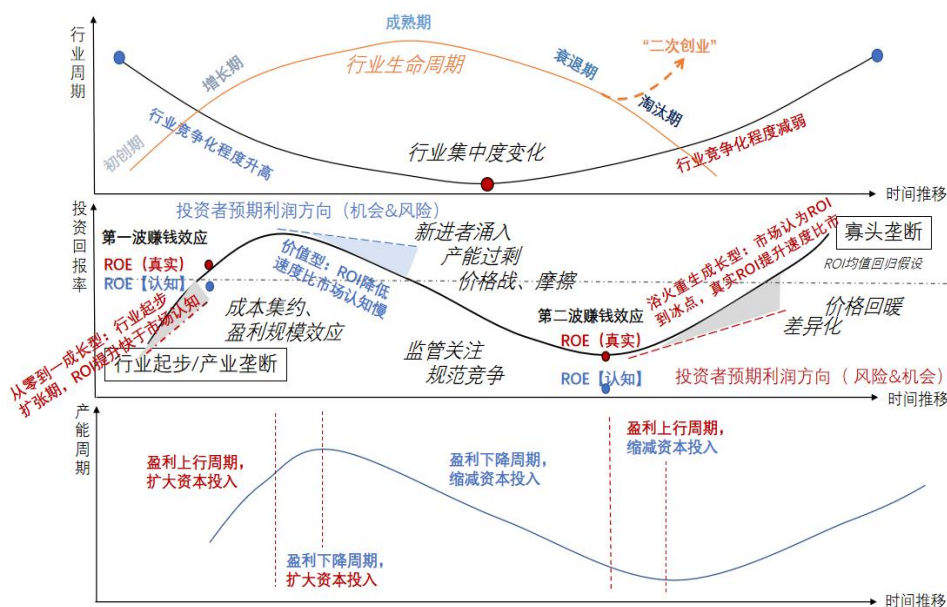 行业周期
成熟期
增长期
行业生命周期
衰退期
“二次创业”
淘汰期
初创期
行业竞争化程度升高
行业集中度变化
行业竞争化程度减弱
时间推移
投资回报率
投资者预期利润方向（机会&风险）
第一波赚钱效应
ROE（真实）
ROE【认知】
价值型：ROI降低
速度比市场认知慢
新进者涌入
产能过剩
价格战、摩擦
浴火重生成长型：市场认为ROI
到冰点，真实ROI提升速度比市
寡头垄断
ROI均值回归假设
从零到一成长型：行业起步
扩张期，ROI提升快于市场认知
成本集约、
盈利规模效应
行业起步/产业垄断
监管关注
规范竞争
第二波赚钱效应
ROE（真实）
ROE【认知】
价格回暖
差异化
投资者预期利润方向（ 风险&机会）
时间推移
产能周期
盈利上行周期，
扩大资本投入
盈利下降周期，
扩大资本投入
盈利下降周期，
缩减资本投入
盈利上行周期，
缩减资本投入
时间推移